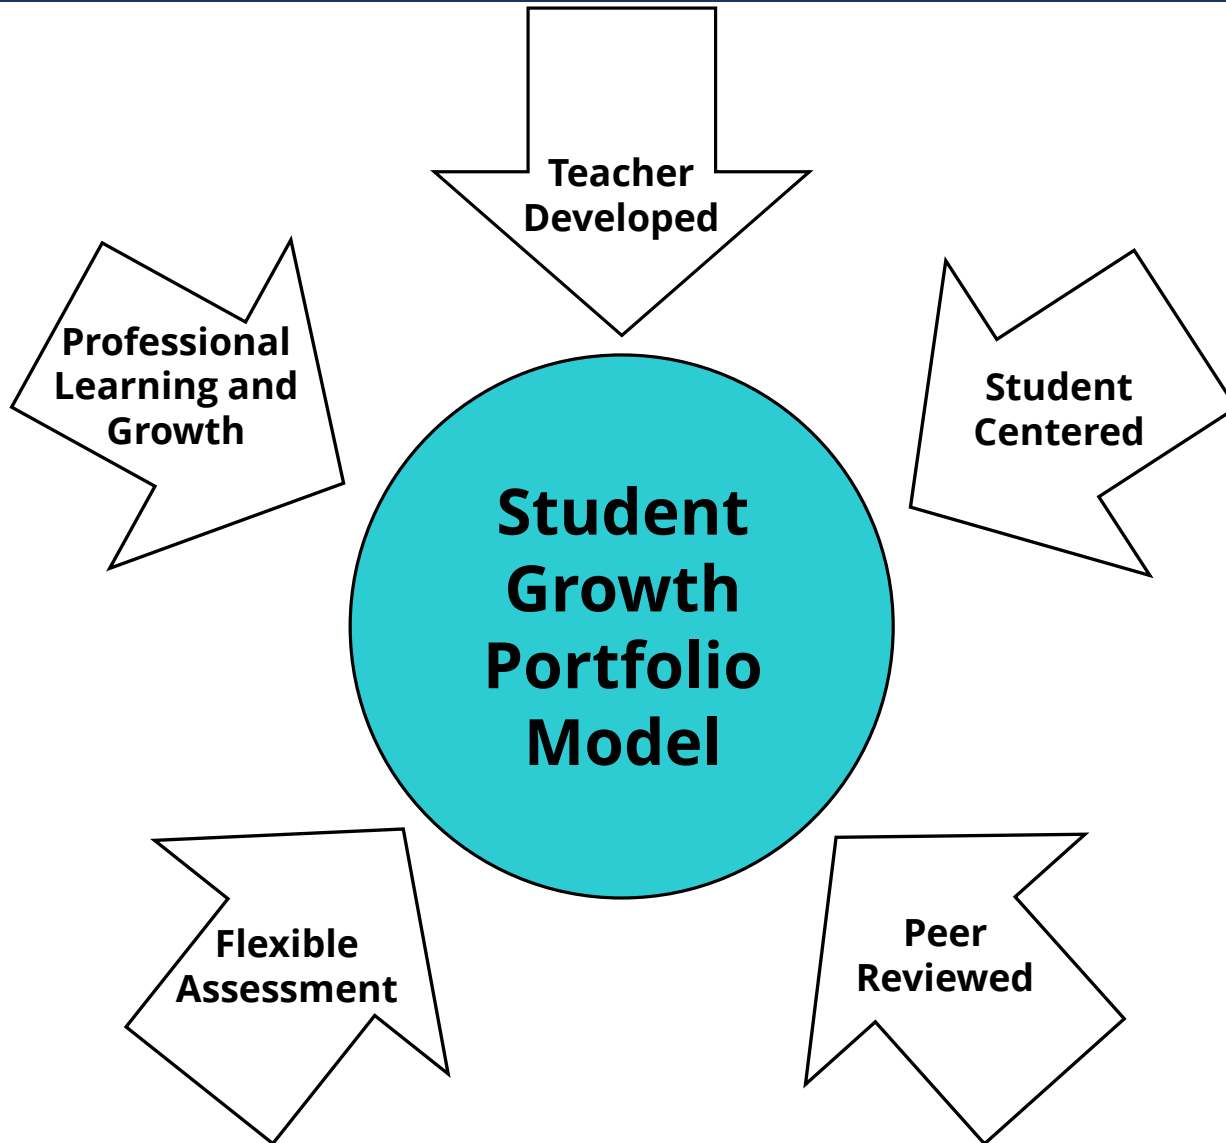 Teacher
Developed
Professional
Learning and
Growth
Student
Centered
Student
Growth
Portfolio
Model
Flexible
Assessment
Peer
Reviewed